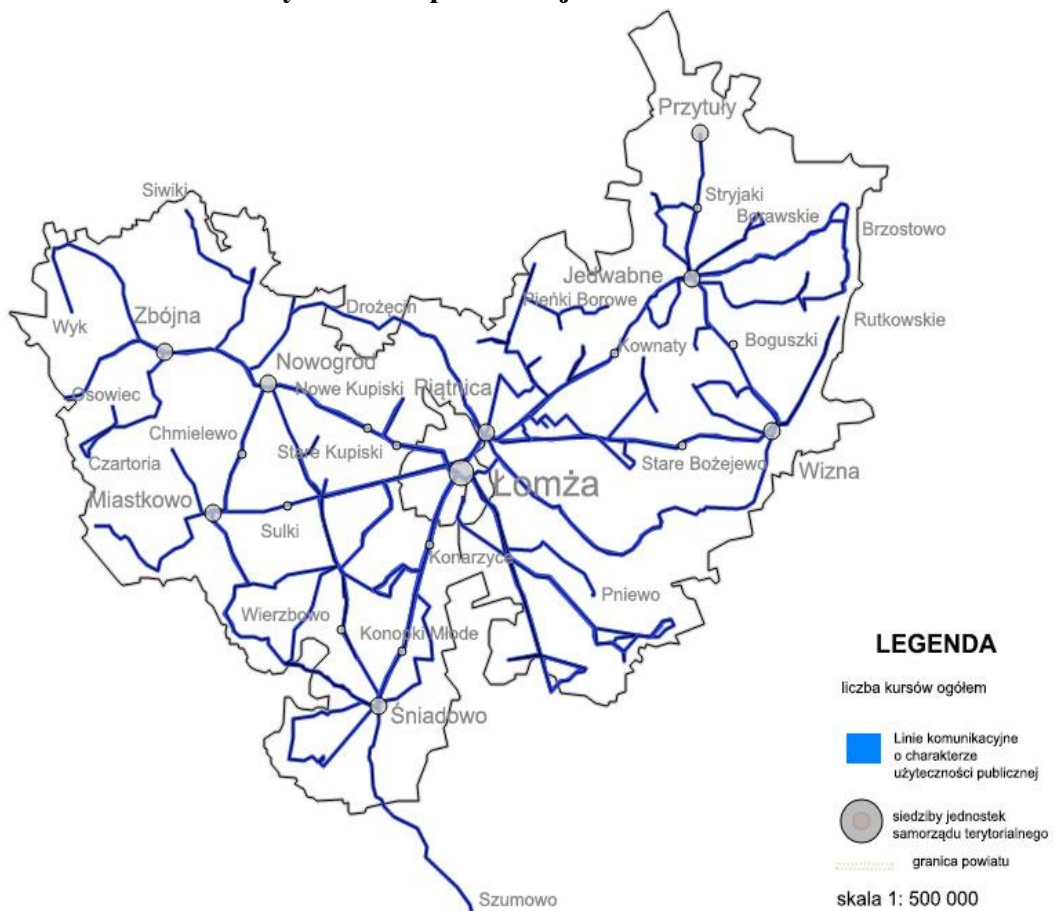 Przytuły
Stryjaki
Siwiki
Borawskie
Brzostowo
Jedwabne
Pieńki Borowe
Drożęcin
Zbójna
Wyk
Rutkowskie
Boguszki
Kownaty
Nowogród
Nowe Kupiski
Piątnica
Osowiec
Chmielewo
Stare Kupiski
Czartoria
Stare Bożejewo
Wizna
Miastkowo
Łomża
Sulki
Konarzyce
Pniewo
Wierzbowo
Konopki Młode
Śniadowo
Szumowo
LEGENDA
liczba kursów ogółem
Linie komunikacyjne
o charakterze
użyteczności publicznej
siedziby jednostek
samorządu terytorialnego
granica powiatu
skala 1: 500 000